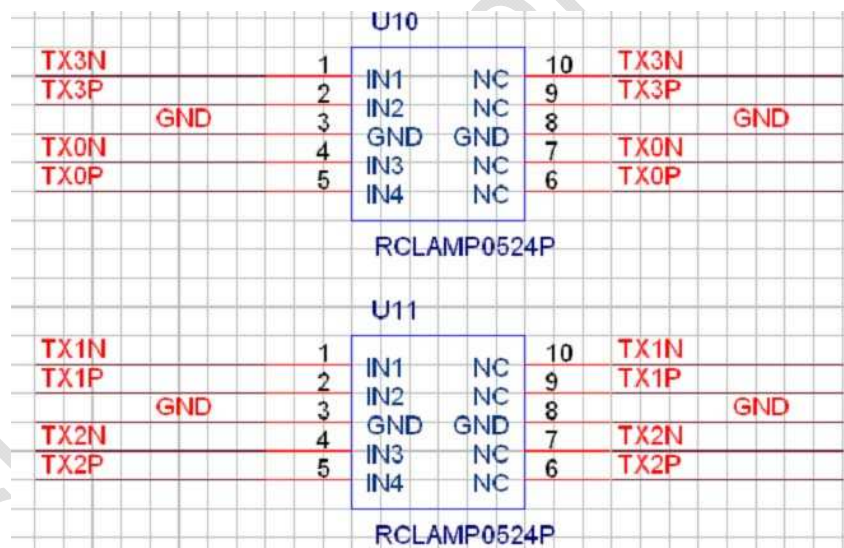 U10
TX3N 1 IN1 NC 10 TX3N
TX3P 2 IN2 NC 9 TX3P
GND 3 GND GND 8 GND
TX0N 4 IN3 NC 7 TX0N
TX0P 5 IN4 NC 6 TX0P
RCLAMP0524P
U11
TX1N 1 IN1 NC 10 TX1N
TX1P 2 IN2 NC 9 TX1P
GND 3 GND GND 8 GND
TX2N 4 IN3 NC 7 TX2N
TX2P 5 IN4 NC 6 TX2P
RCLAMP0524P